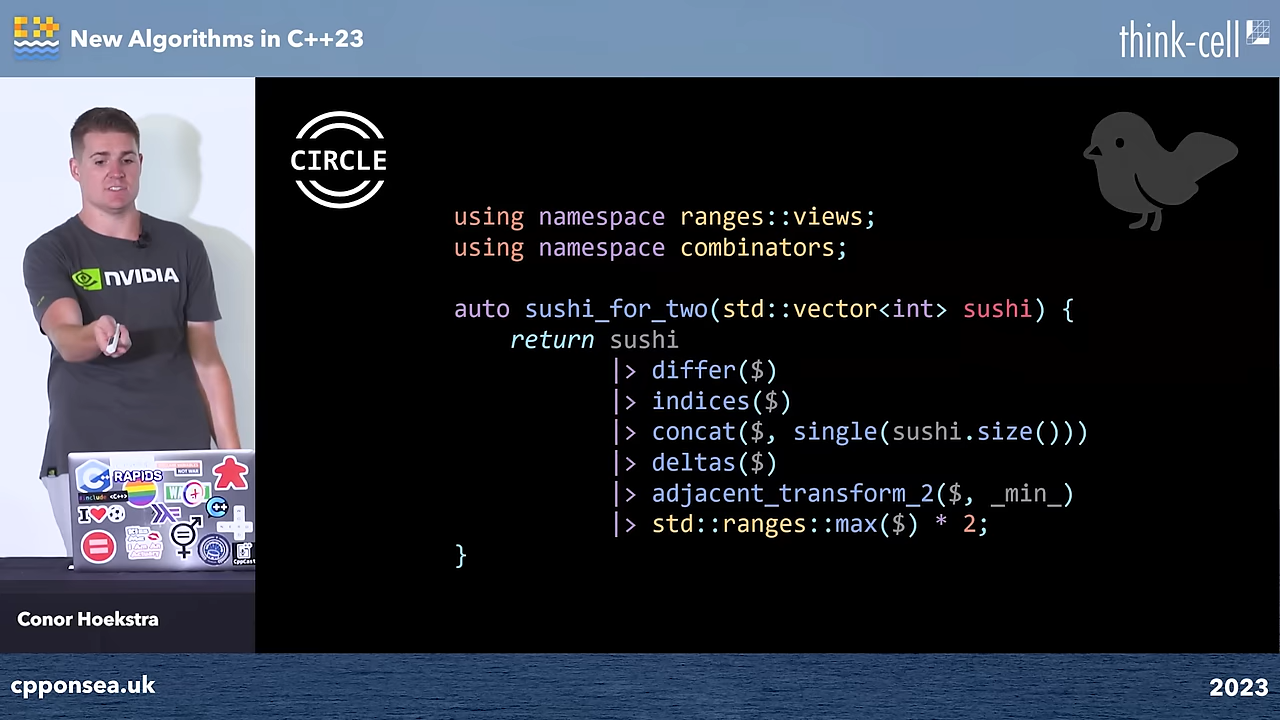 New Algorithms in C++23
think-cell
CIRCLE
using namespace ranges::views;
using namespace combinators;
auto sushi_for_two(std::vector<int> sushi) {
return sushi
|> differ($)
|> indices($)
|> concat($, single(sushi.size()))
|> deltas($)
|> adjacent_transform_2($, _min_)
|> std::ranges::max($) * 2;
}
NVIDIA
C++
RAPIDS
#include <C++>
I
CppCast
Conor Hoekstra
cpponsea.uk
2023